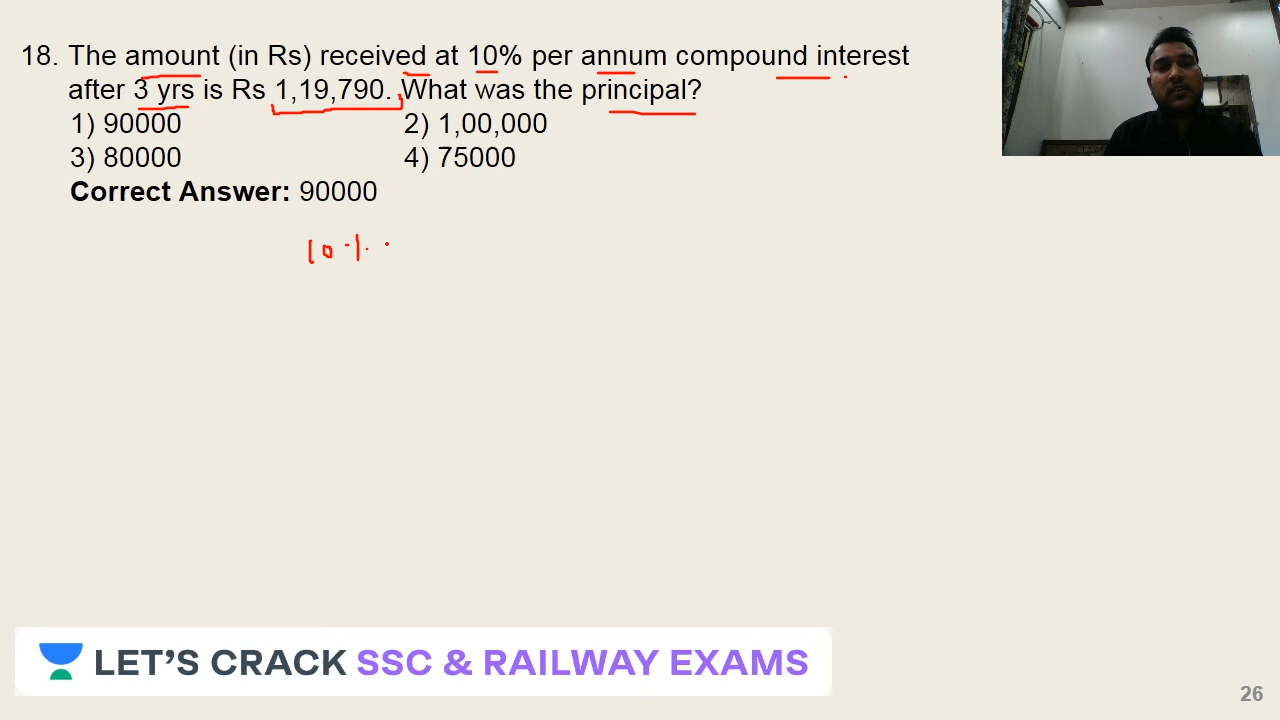 18. The amount (in Rs) received at 10% per annum compound interest
after 3 yrs is Rs 1,19,790. What was the principal?
1) 90000 2) 1,00,000
3) 80000 4) 75000
Correct Answer: 90000
10%
LET'S CRACK SSC & RAILWAY EXAMS
26